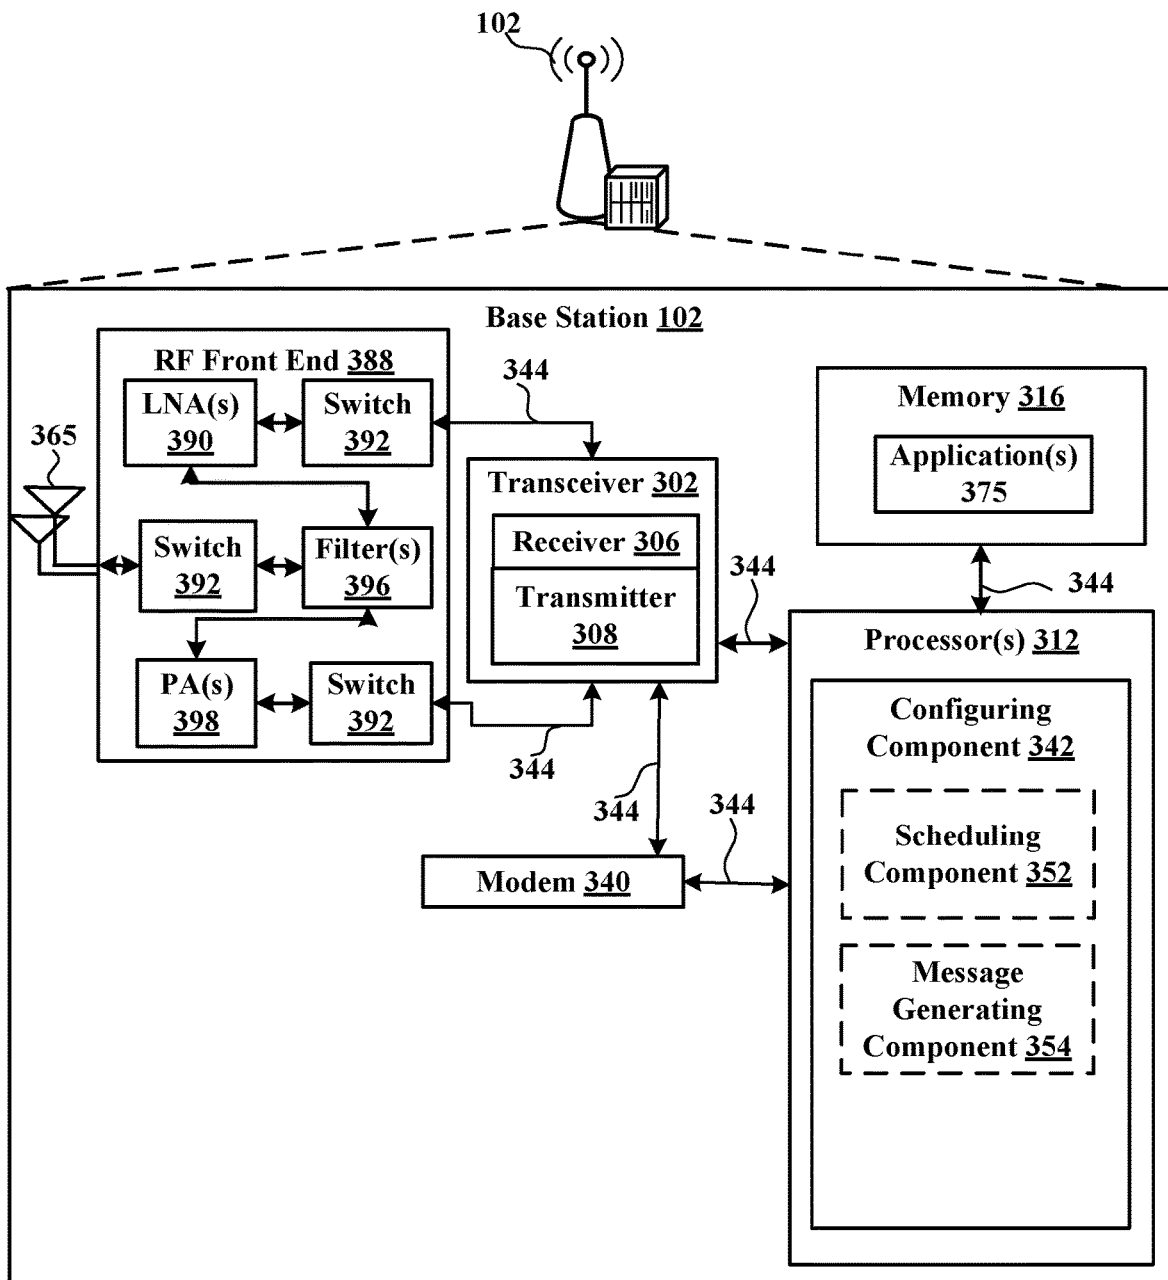 102
Base Station 102
RF Front End 388
LNA(s)
390
Switch
392
344
365
Switch
392
Filter(s)
396
PA(s)
398
Switch
392
344
Transceiver 302
Receiver 306
Transmitter
308
344
344
Modem 340
344
Memory 316
Application(s)
375
344
Processor(s) 312
Configuring
Component 342
Scheduling
Component 352
Message
Generating
Component 354